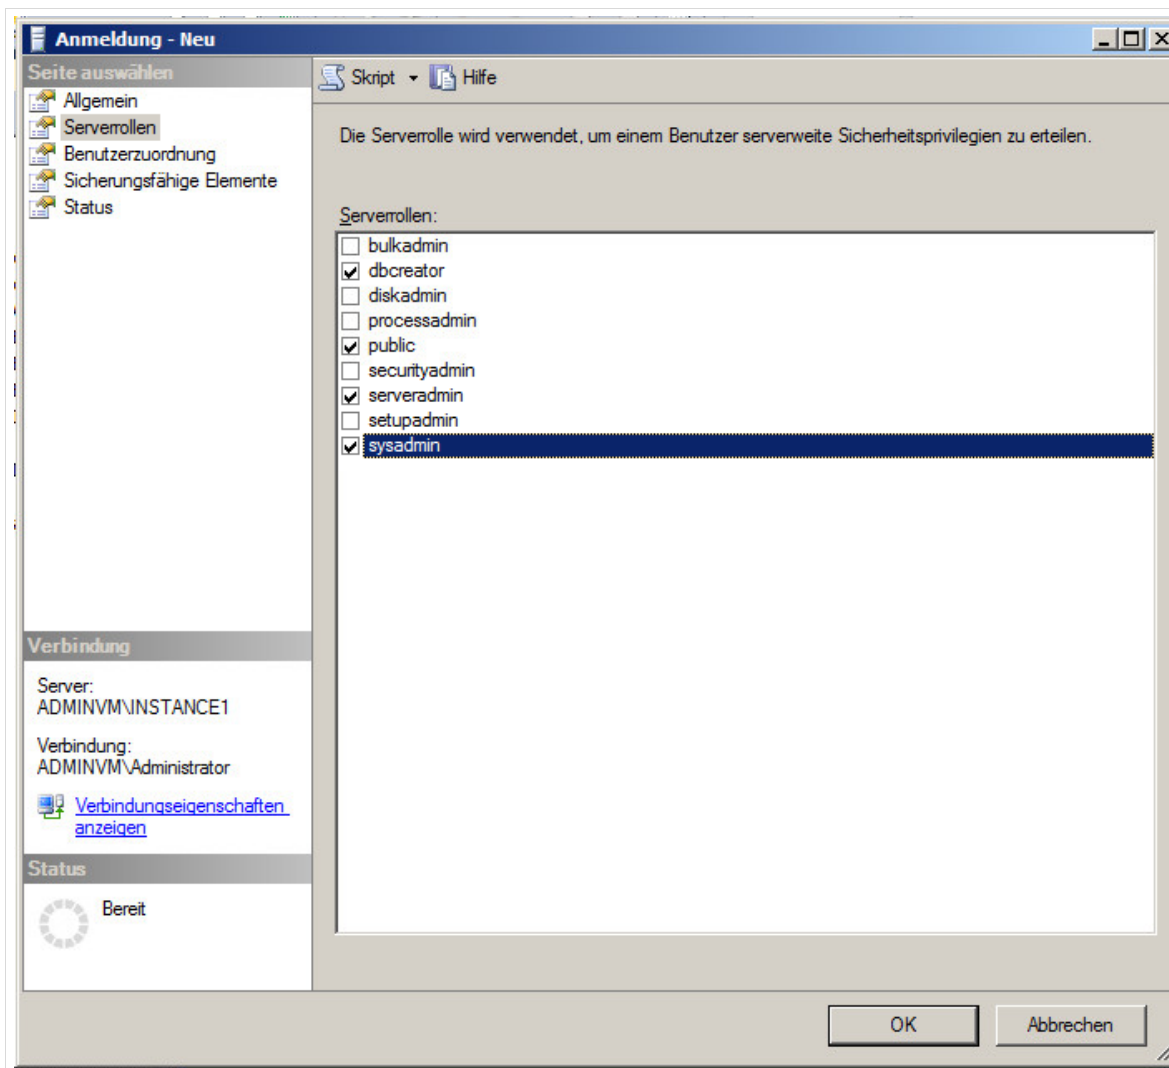 Anmeldung - Neu
Seite auswählen
Allgemein
Serverrollen
Benutzerzuordnung
Sicherungsfähige Elemente
Status
Skript
Hilfe
Die Serverrolle wird verwendet, um einem Benutzer serverweite Sicherheitsprivilegien zu erteilen.
Serverrollen:
bulkadmin
dbcreator
diskadmin
processadmin
public
securityadmin
serveradmin
setupadmin
sysadmin
Verbindung
Server:
ADMINVM\INSTANCE1
Verbindung:
ADMINVM\Administrator
Verbindungseigenschaften
anzeigen
Status
Bereit
OK
Abbrechen